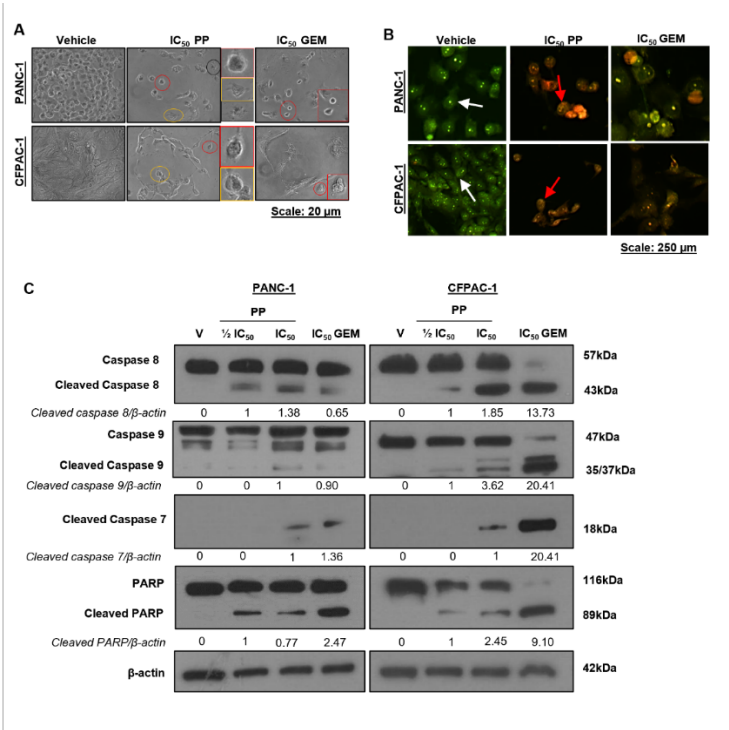 A
Vehicle IC50 PP IC50 GEM
PANC-1
CFPAC-1
Scale: 20 µm
B
Vehicle IC50 PP IC50 GEM
PANC-1
CFPAC-1
Scale: 250 µm
C
PANC-1 CFPAC-1
PP PP
V ½ IC50 IC50 IC50 GEM V ½ IC50 IC50 IC50 GEM
Caspase 8 57kDa
Cleaved Caspase 8 43kDa
Cleaved caspase 8/β-actin 0 1 1.38 0.65 0 1 1.85 13.73
Caspase 9 47kDa
Cleaved Caspase 9 35/37kDa
Cleaved caspase 9/β-actin 0 0 1 0.90 0 1 3.62 20.41
Cleaved Caspase 7 18kDa
Cleaved caspase 7/β-actin 0 0 1 1.36 0 0 1 20.41
PARP 116kDa
Cleaved PARP 89kDa
Cleaved PARP/β-actin 0 1 0.77 2.47 0 1 2.45 9.10
β-actin 42kDa